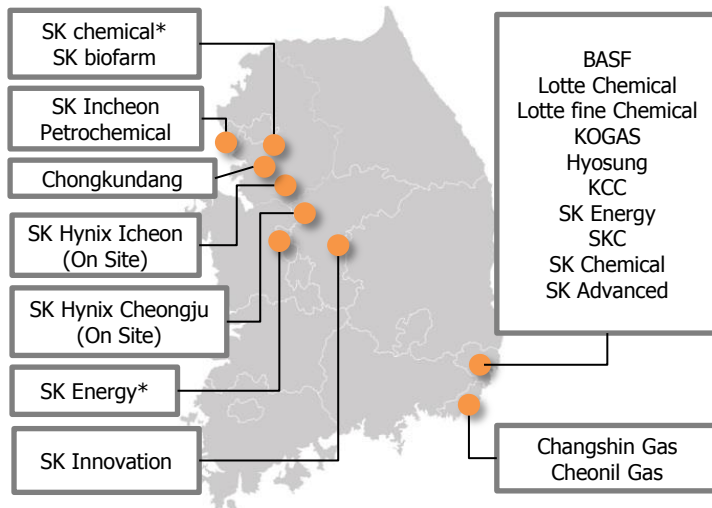 SK chemical*
SK biofarm
SK Incheon
Petrochemical
Chongkundang
SK Hynix Icheon
(On Site)
SK Hynix Cheongju
(On Site)
SK Energy*
SK Innovation
BASF
Lotte Chemical
Lotte fine Chemical
KOGAS
Hyosung
KCC
SK Energy
SKC
SK Chemical
SK Advanced
Changshin Gas
Cheonil Gas